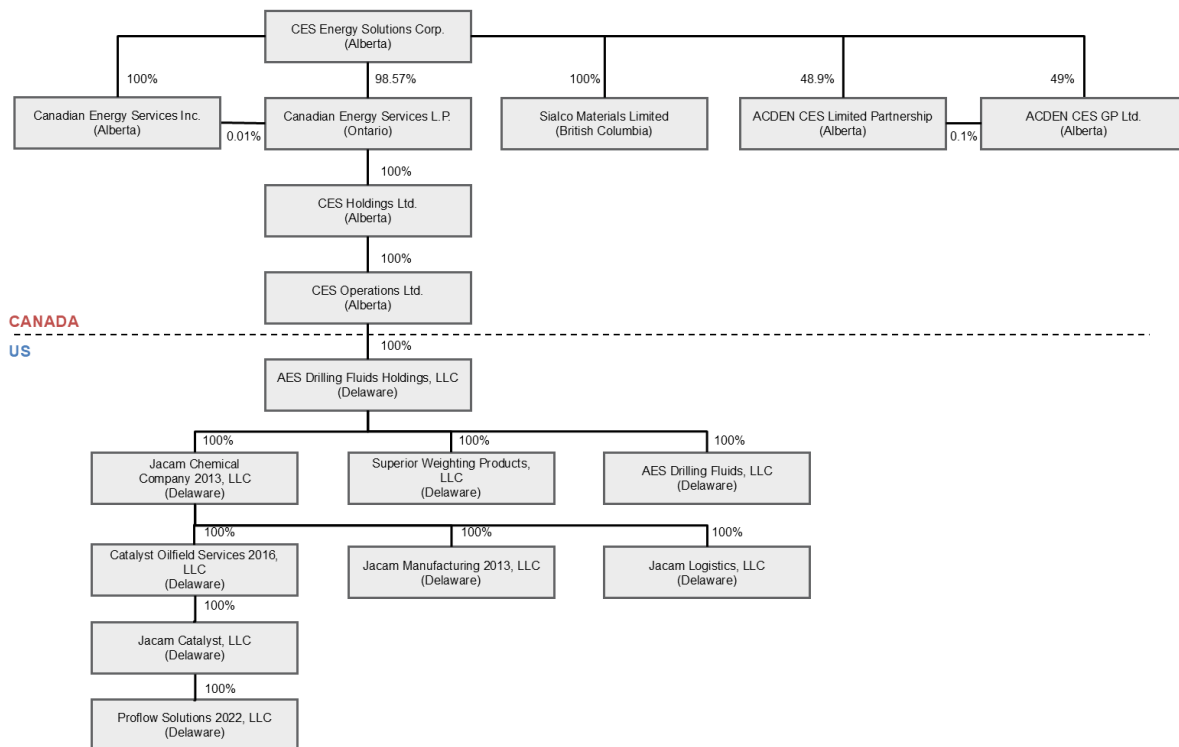 CES Energy Solutions Corp.
(Alberta)
100%
98.57%
100%
48.9%
49%
Canadian Energy Services Inc.
(Alberta)
0.01%
Canadian Energy Services L.P.
(Ontario)
Sialco Materials Limited
(British Columbia)
ACDEN CES Limited Partnership
(Alberta)
0.1%
ACDEN CES GP Ltd.
(Alberta)
100%
CES Holdings Ltd.
(Alberta)
100%
CES Operations Ltd.
(Alberta)
CANADA
US
100%
AES Drilling Fluids Holdings, LLC
(Delaware)
100%
100%
100%
Jacam Chemical
Company 2013, LLC
(Delaware)
Superior Weighting Products,
LLC
(Delaware)
AES Drilling Fluids, LLC
(Delaware)
100%
100%
100%
Catalyst Oilfield Services 2016,
LLC
(Delaware)
Jacam Manufacturing 2013, LLC
(Delaware)
Jacam Logistics, LLC
(Delaware)
100%
Jacam Catalyst, LLC
(Delaware)
100%
Proflow Solutions 2022, LLC
(Delaware)